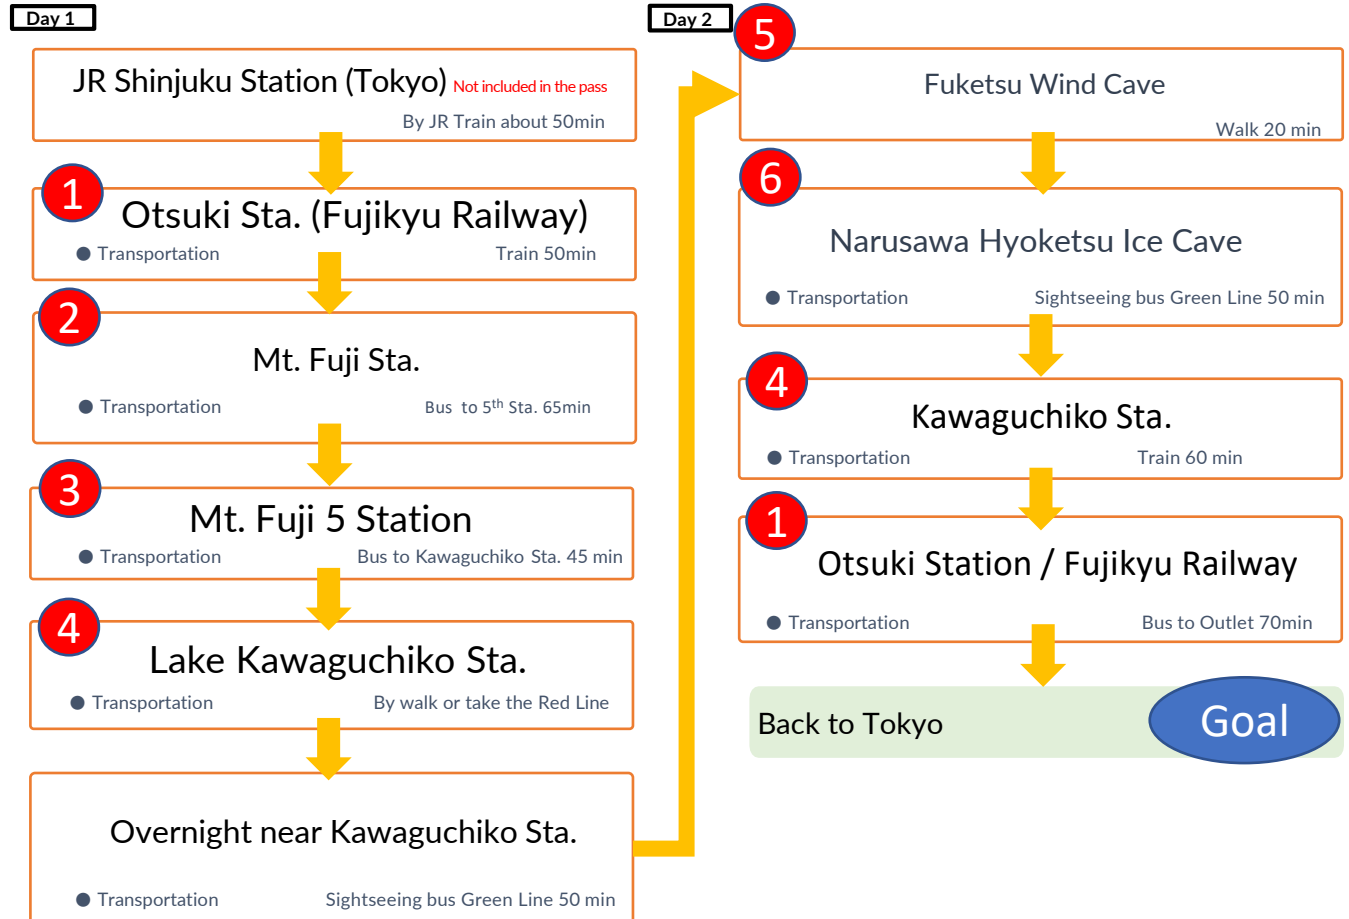 Day 1
JR Shinjuku Station (Tokyo) Not included in the pass
By JR Train about 50min
1
Otsuki Sta. (Fujikyu Railway)
● Transportation Train 50min
2
Mt. Fuji Sta.
● Transportation Bus to 5th Sta. 65min
3
Mt. Fuji 5 Station
● Transportation Bus to Kawaguchiko Sta. 45 min
4
Lake Kawaguchiko Sta.
● Transportation By walk or take the Red Line
Overnight near Kawaguchiko Sta.
● Transportation Sightseeing bus Green Line 50 min
Day 2
5
Fuketsu Wind Cave
Walk 20 min
6
Narusawa Hyoketsu Ice Cave
● Transportation Sightseeing bus Green Line 50 min
4
Kawaguchiko Sta.
● Transportation Train 60 min
1
Otsuki Station / Fujikyu Railway
● Transportation Bus to Outlet 70min
Back to Tokyo Goal